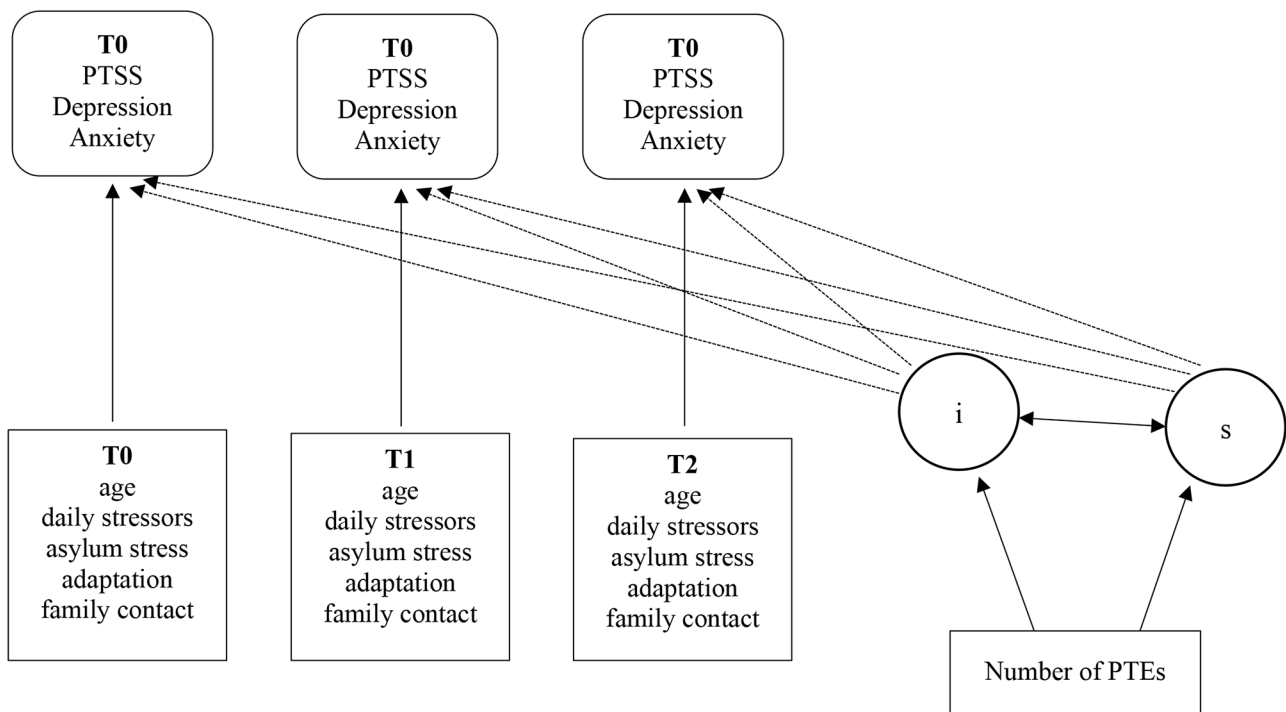 T0
PTSS
Depression
Anxiety
T0
PTSS
Depression
Anxiety
T0
PTSS
Depression
Anxiety
T0
age
daily stressors
asylum stress
adaptation
family contact
T1
age
daily stressors
asylum stress
adaptation
family contact
T2
age
daily stressors
asylum stress
adaptation
family contact
i
s
Number of PTEs